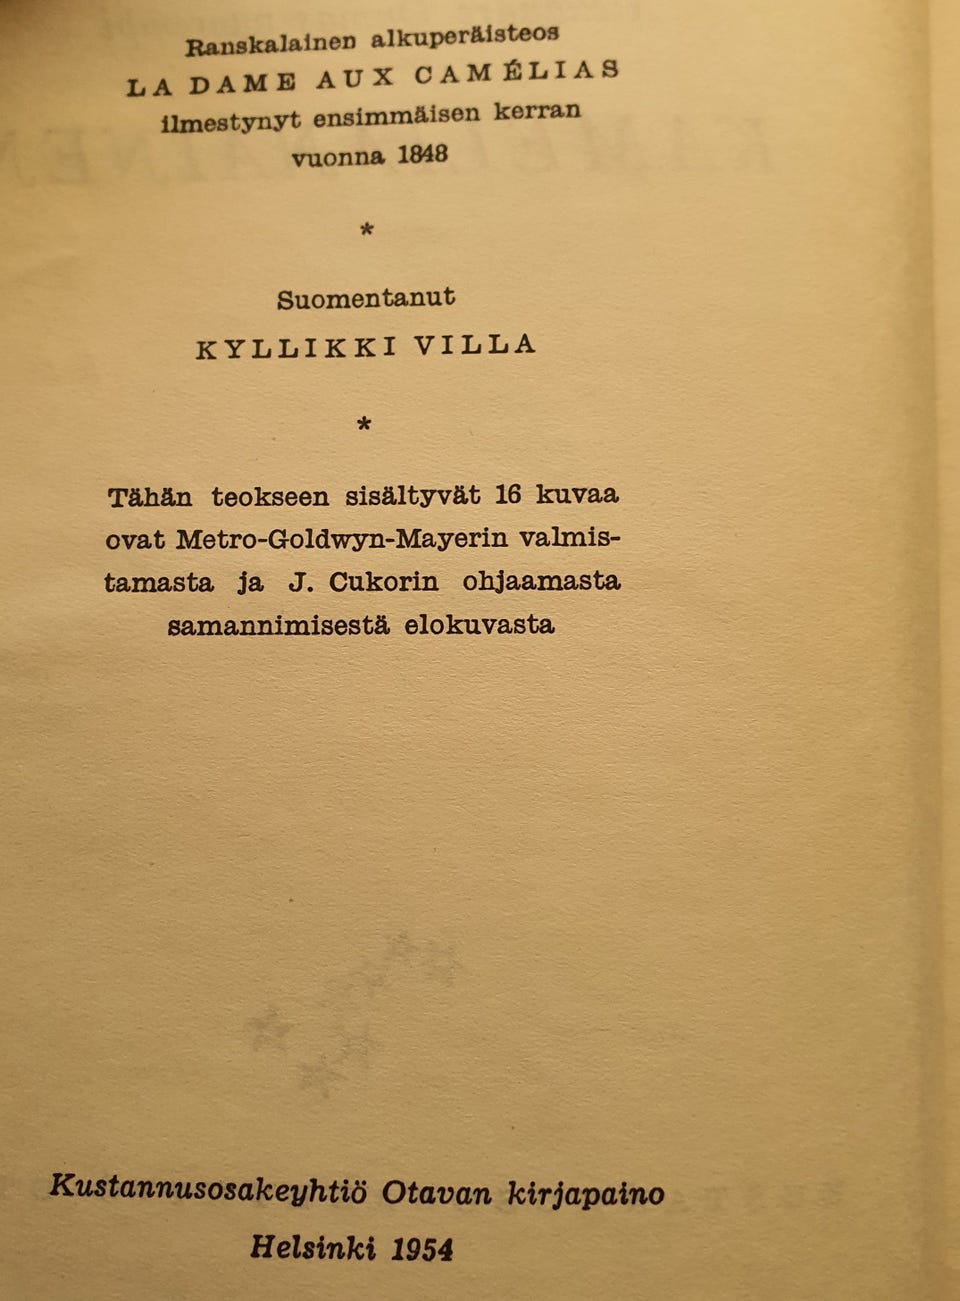 Ranskalainen alkuperäisteos
LA DAME AUX CAMÉLIAS
ilmestynyt ensimmäisen kerran
vuonna 1848
*
Suomentanut
KYLLIKKI VILLA
*
Tähän teokseen sisältyvät 16 kuvaa
ovat Metro-Goldwyn-Mayerin valmis-
tamasta ja J. Cukorin ohjaamasta
samannimisestä elokuvasta
Kustannusosakeyhtiö Otavan kirjapaino
Helsinki 1954